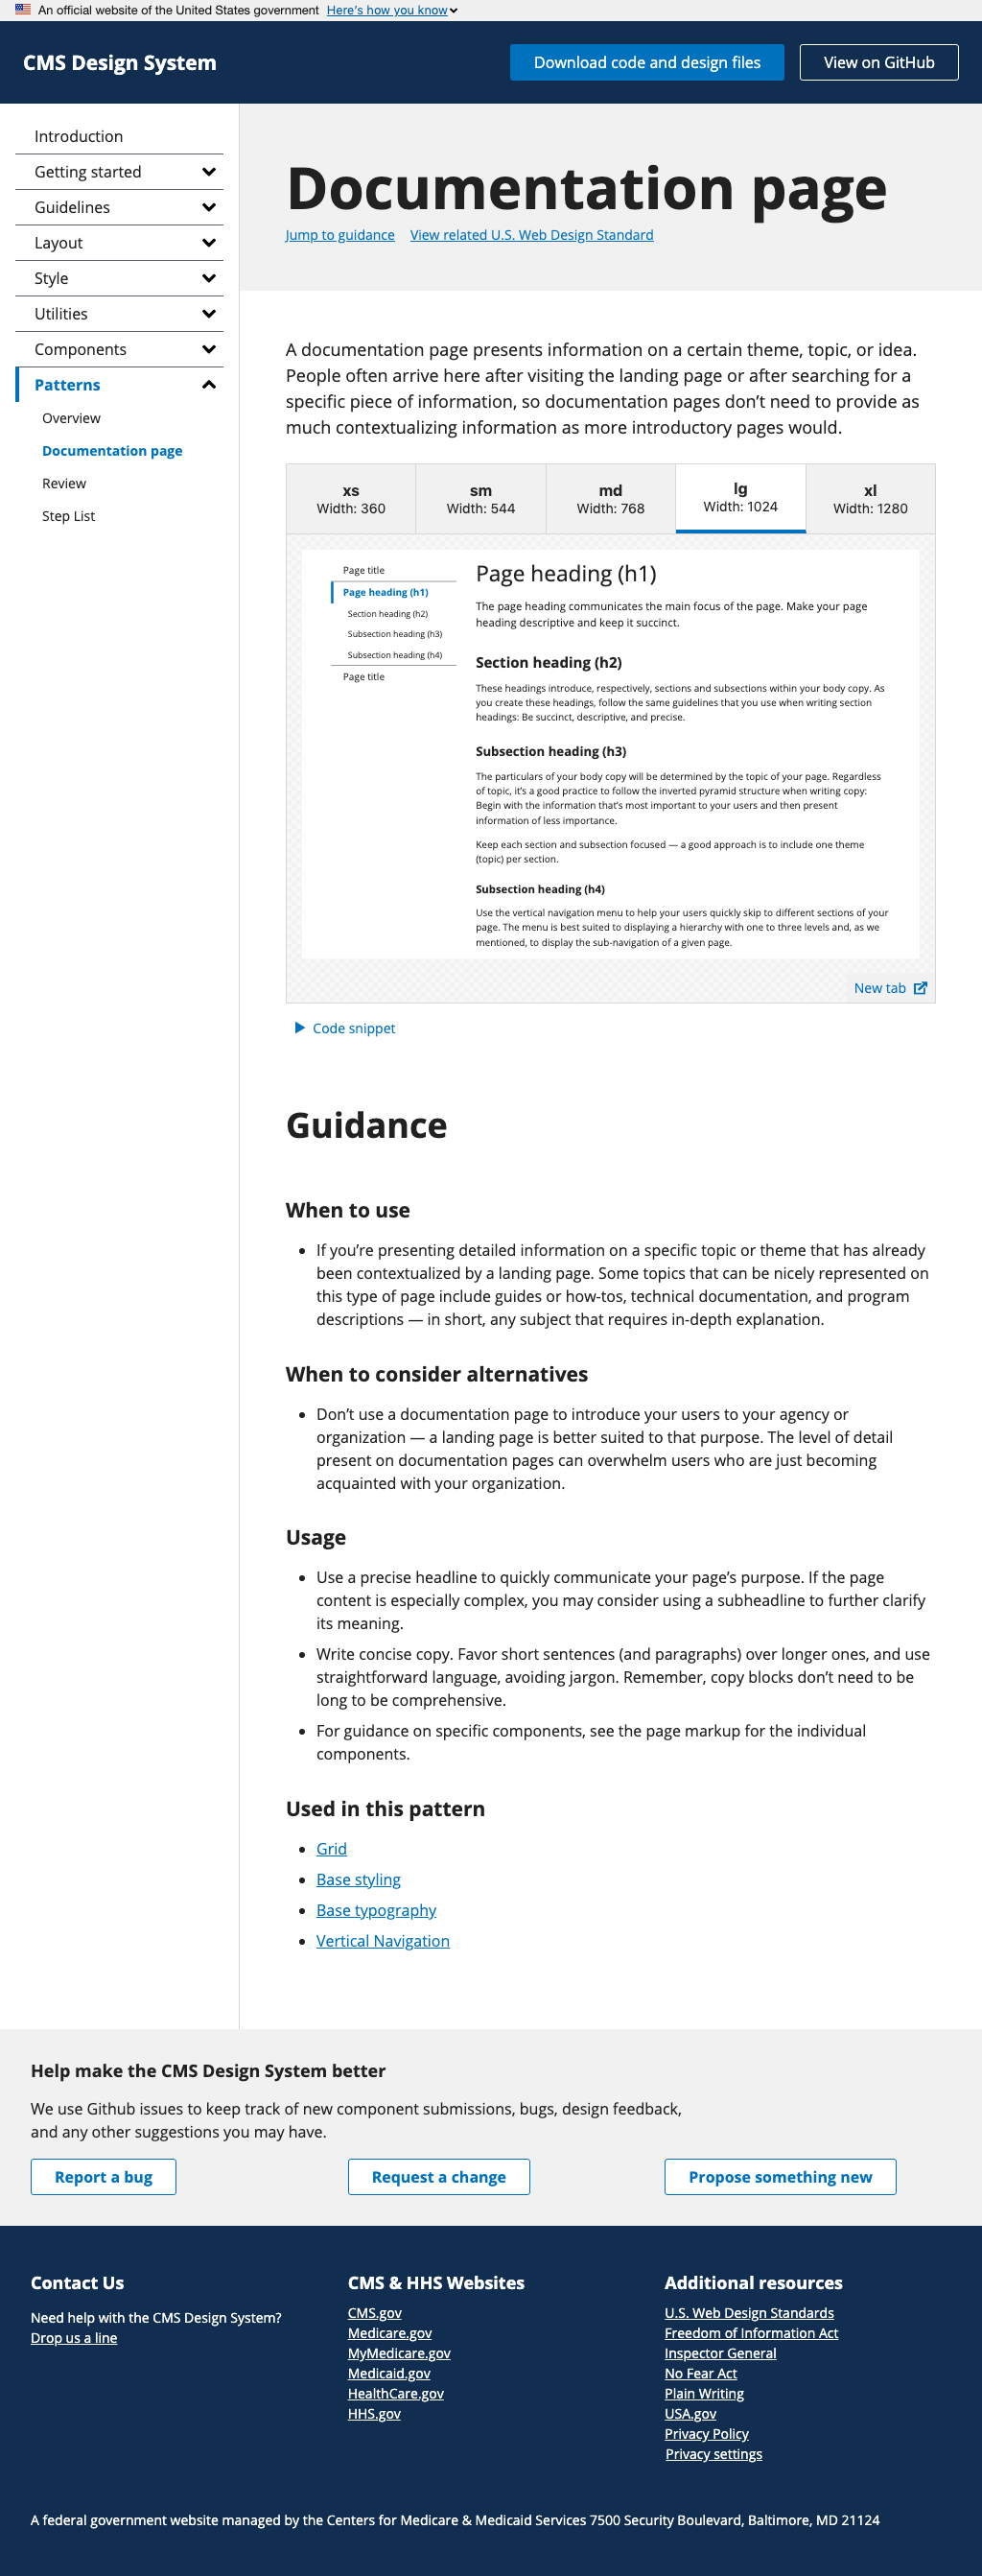 An official website of the United States government Here's how you know
CMS Design System
Download code and design files
View on GitHub
Introduction
Getting started
Guidelines
Layout
Style
Utilities
Components
Patterns
Overview
Documentation page
Review
Step List
Documentation page
Jump to guidance View related U.S. Web Design Standard
A documentation page presents information on a certain theme, topic, or idea.
People often arrive here after visiting the landing page or after searching for a
specific piece of information, so documentation pages don’t need to provide as
much contextualizing information as more introductory pages would.
xs
Width: 360
sm
Width: 544
md
Width: 768
lg
Width: 1024
xl
Width: 1280
Page title
Page heading (h1)
Section heading (h2)
Subsection heading (h3)
Subsection heading (h4)
Page title
Page heading (h1)
The page heading communicates the main focus of the page. Make your page
heading descriptive and keep it succinct.
Section heading (h2)
These headings introduce, respectively, sections and subsections within your body copy. As
you create these headings, follow the same guidelines that you use when writing section
headings: Be succinct, descriptive, and precise.
Subsection heading (h3)
The particulars of your body copy will be determined by the topic of your page. Regardless
of topic, it’s a good practice to follow the inverted pyramid structure when writing copy:
Begin with the information that’s most important to your users and then present
information of less importance.
Keep each section and subsection focused — a good approach is to include one theme
(topic) per section.
Subsection heading (h4)
Use the vertical navigation menu to help your users quickly skip to different sections of your
page. The menu is best suited to displaying a hierarchy with one to three levels and, as we
mentioned, to display the sub-navigation of a given page.
New tab
Code snippet
Guidance
When to use
If you’re presenting detailed information on a specific topic or theme that has already
been contextualized by a landing page. Some topics that can be nicely represented on
this type of page include guides or how-tos, technical documentation, and program
descriptions — in short, any subject that requires in-depth explanation.
When to consider alternatives
Don’t use a documentation page to introduce your users to your agency or
organization — a landing page is better suited to that purpose. The level of detail
present on documentation pages can overwhelm users who are just becoming
acquainted with your organization.
Usage
Use a precise headline to quickly communicate your page’s purpose. If the page
content is especially complex, you may consider using a subheadline to further clarify
its meaning.
Write concise copy. Favor short sentences (and paragraphs) over longer ones, and use
straightforward language, avoiding jargon. Remember, copy blocks don’t need to be
long to be comprehensive.
For guidance on specific components, see the page markup for the individual
components.
Used in this pattern
Grid
Base styling
Base typography
Vertical Navigation
Help make the CMS Design System better
We use Github issues to keep track of new component submissions, bugs, design feedback,
and any other suggestions you may have.
Report a bug
Request a change
Propose something new
Contact Us
Need help with the CMS Design System?
Drop us a line
CMS & HHS Websites
CMS.gov
Medicare.gov
MyMedicare.gov
Medicaid.gov
HealthCare.gov
HHS.gov
Additional resources
U.S. Web Design Standards
Freedom of Information Act
Inspector General
No Fear Act
Plain Writing
USA.gov
Privacy Policy
Privacy settings
A federal government website managed by the Centers for Medicare & Medicaid Services 7500 Security Boulevard, Baltimore, MD 21124